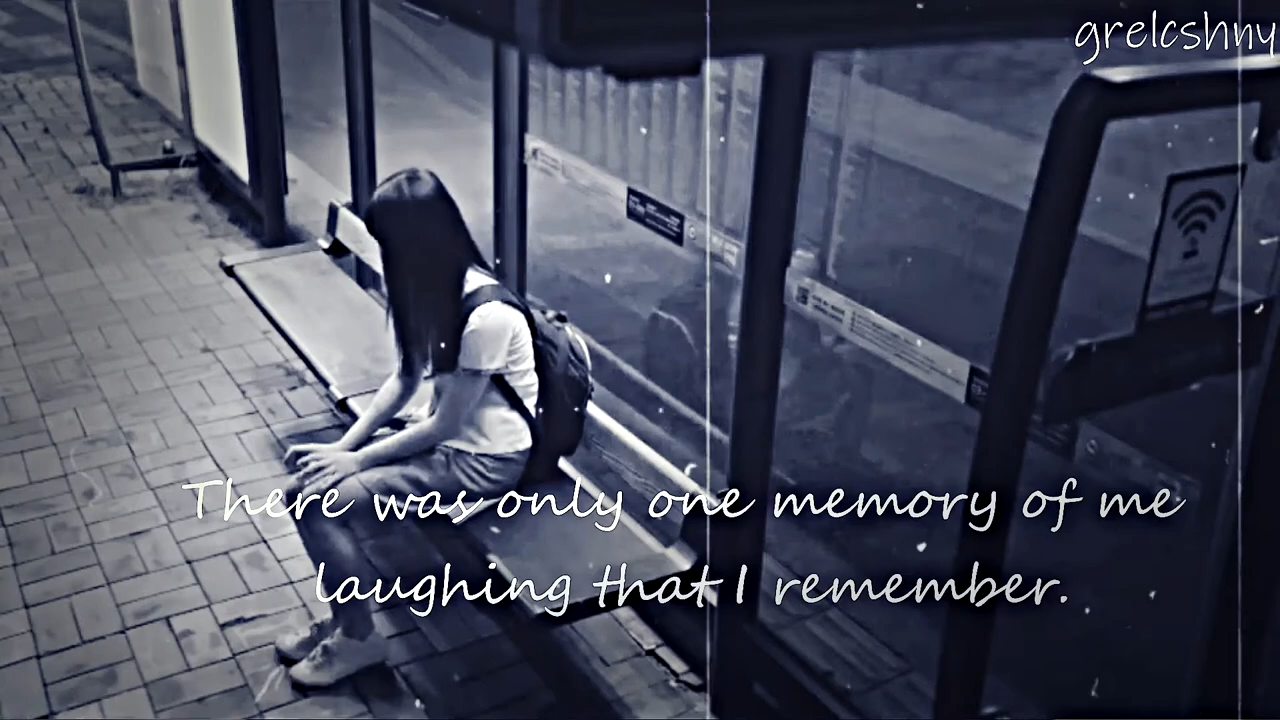 grelcshny
There was only one memory of me
laughing that I remember.